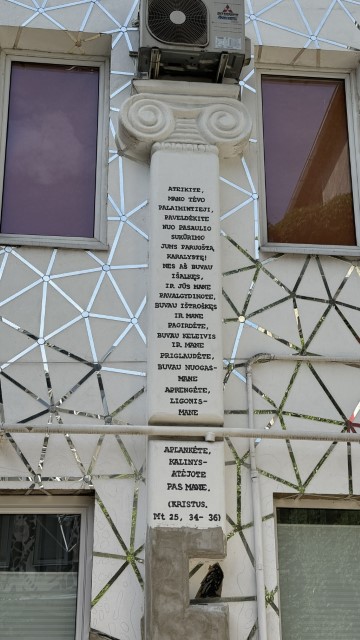 ATEIKITE,
MANO TĖVO
PALAIMINTIEJI,
PAVELDĖKITE
NUO PASAULIO
SUKŪRIMO
JUMS PARUOŠTĄ
KARALYSTĘ!
NES AŠ BUVAU
IŠALKĘS,
IR JŪS MANE
PAVALGYDINOTE,
BUVAU IŠTROŠKĘS
IR MANE
PAGIRDĖTE,
BUVAU KELEIVIS
IR MANE
PRIGLAUDĖTE,
BUVAU NUOGAS-
MANE
APRENGĖTE,
LIGONIS-
MANE
APLANKĖTE,
KALINYS-
ATĖJOTE
PAS MANE.
(KRISTUS.
Mt 25, 34- 36)